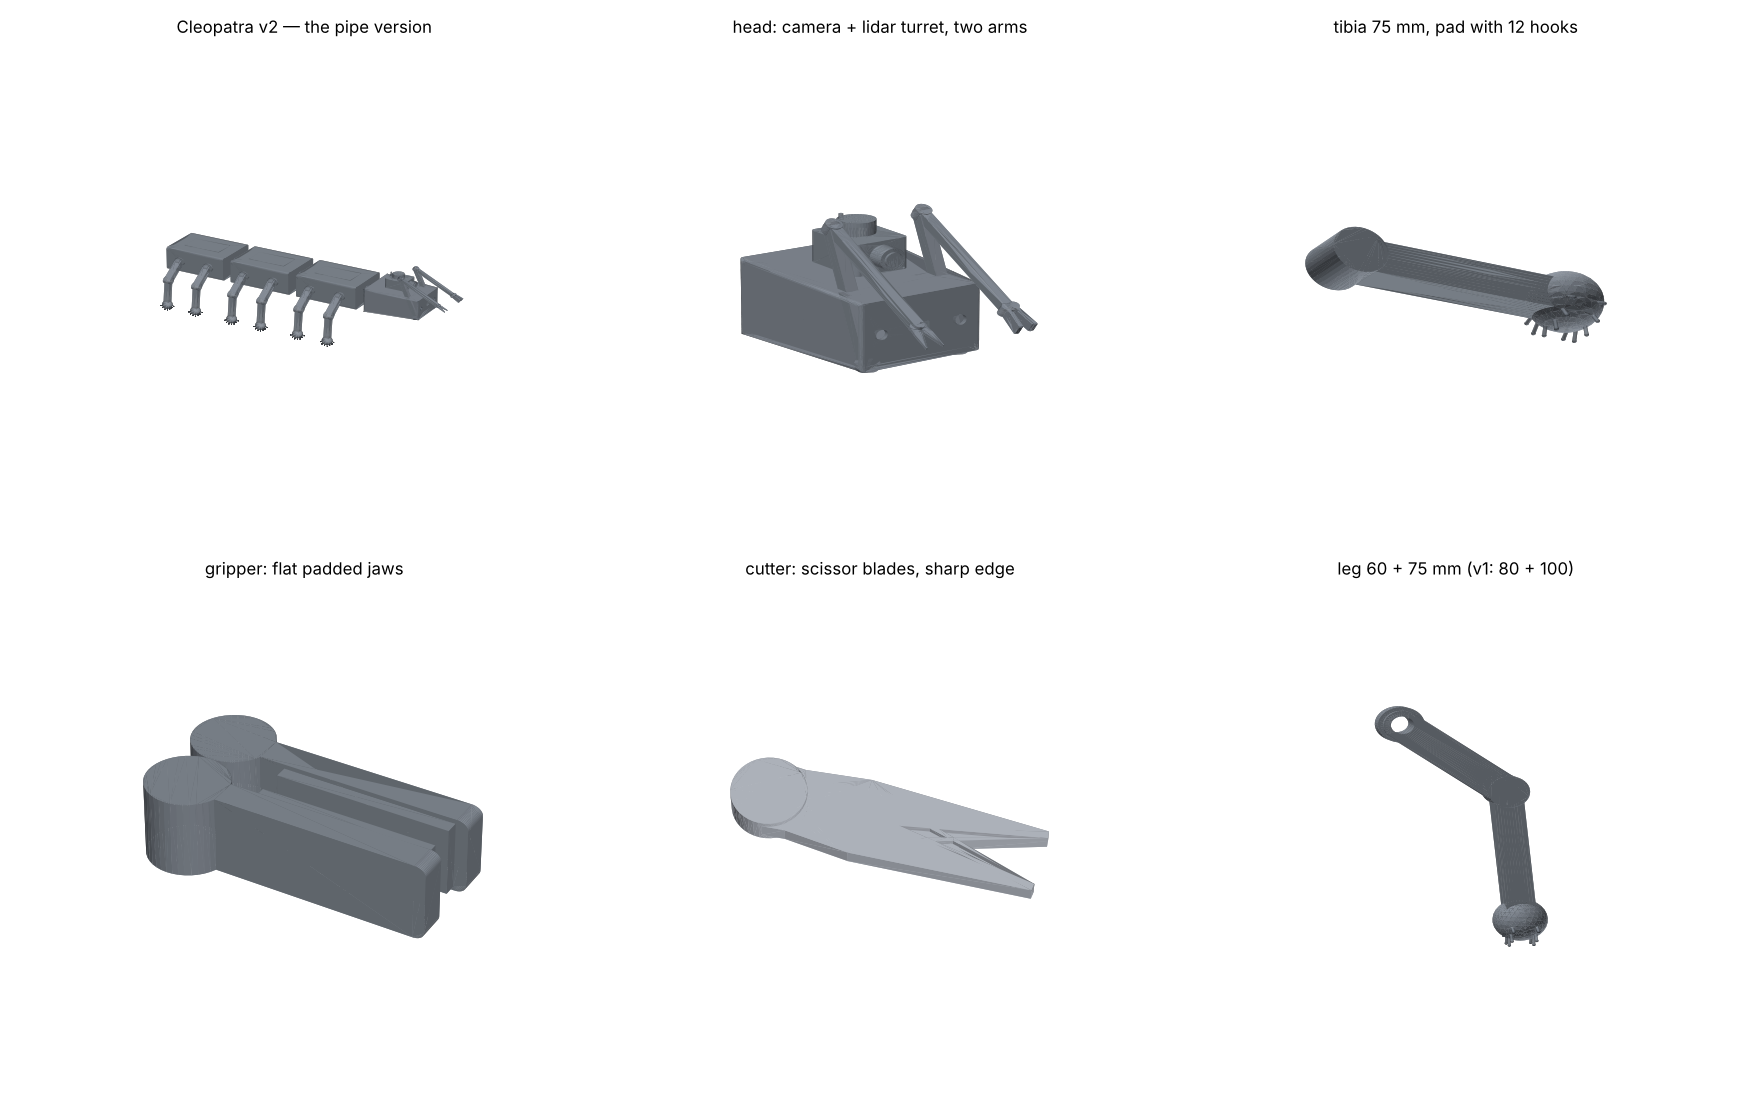 Cleopatra v2 — the pipe version
head: camera + lidar turret, two arms
tibia 75 mm, pad with 12 hooks
gripper: flat padded jaws
cutter: scissor blades, sharp edge
leg 60 + 75 mm (v1: 80 + 100)